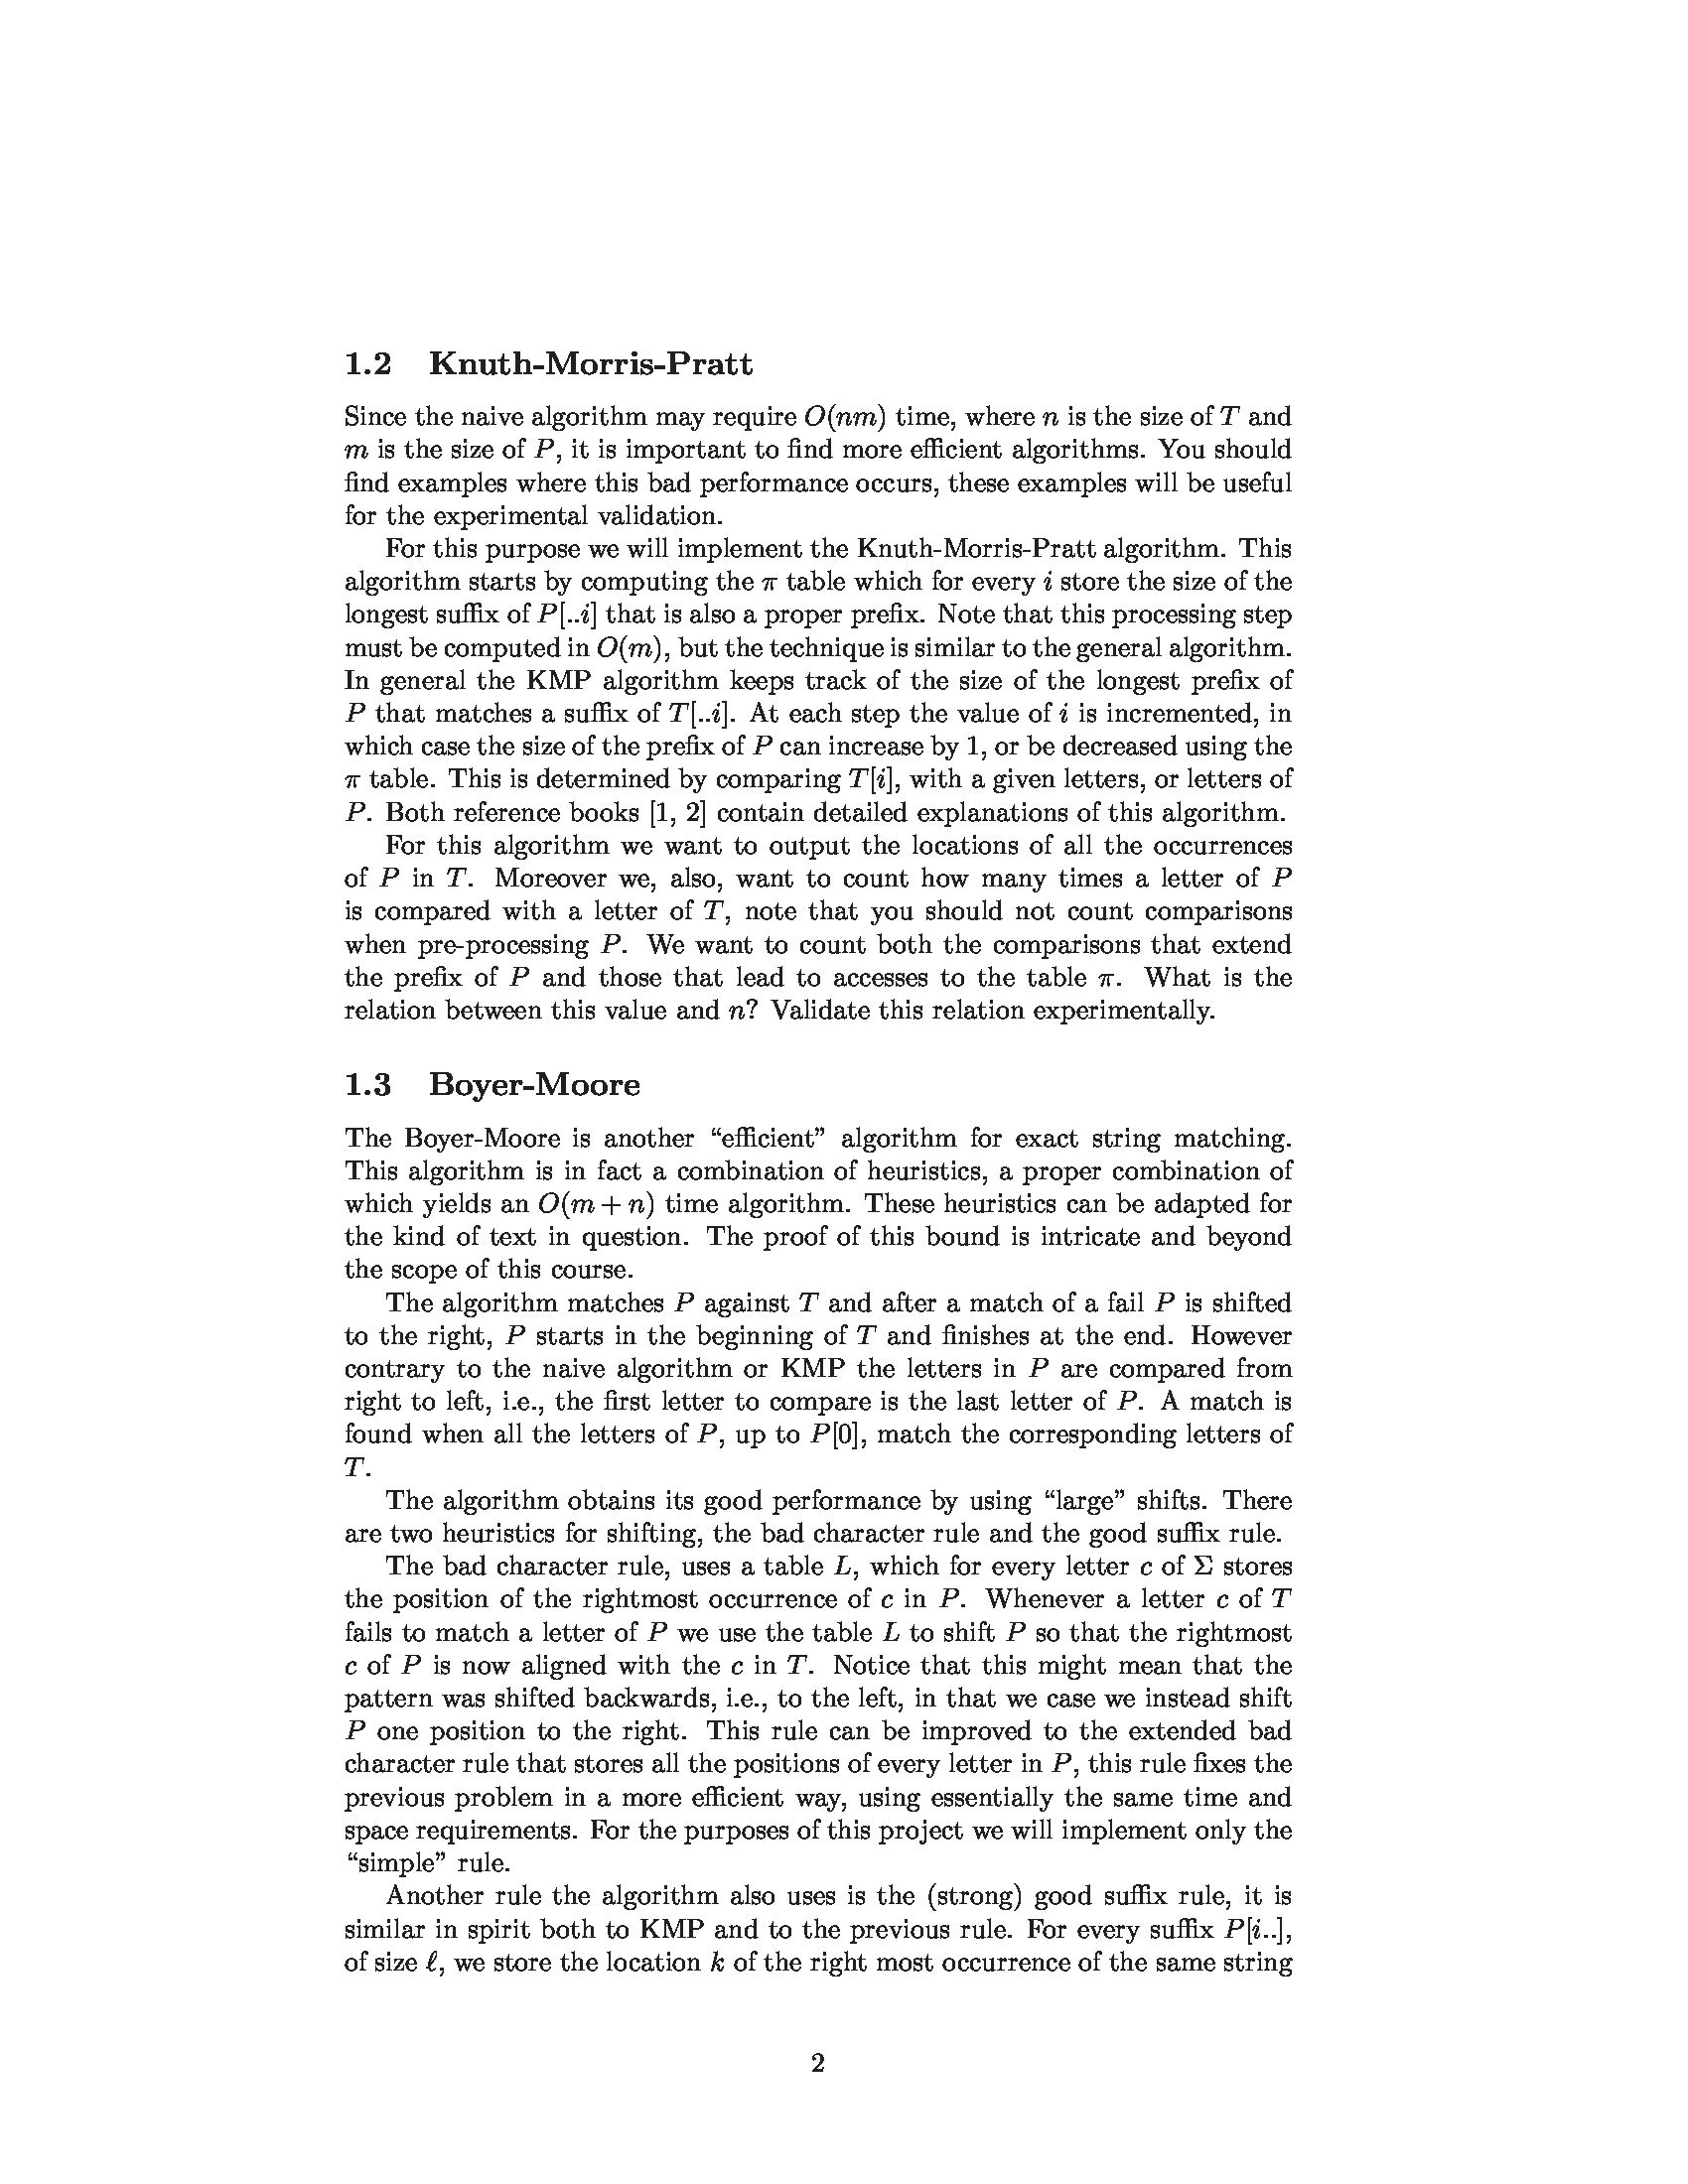 1.2 Knuth-Morris-Pratt
Since the naive algorithm may require O(nm) time, where n is the size of T and
m is the size of P, it is important to find more efficient algorithms. You should
find examples where this bad performance occurs, these examples will be useful
for the experimental validation.
For this purpose we will implement the Knuth-Morris-Pratt algorithm. This
algorithm starts by computing the π table which for every i store the size of the
longest suffix of P[..i] that is also a proper prefix. Note that this processing step
must be computed in O(m), but the technique is similar to the general algorithm.
In general the KMP algorithm keeps track of the size of the longest prefix of
P that matches a suffix of T[..i]. At each step the value of i is incremented, in
which case the size of the prefix of P can increase by 1, or be decreased using the
π table. This is determined by comparing T[i], with a given letters, or letters of
P. Both reference books [1, 2] contain detailed explanations of this algorithm.
For this algorithm we want to output the locations of all the occurrences
of P in T. Moreover we, also, want to count how many times a letter of P
is compared with a letter of T, note that you should not count comparisons
when pre-processing P. We want to count both the comparisons that extend
the prefix of P and those that lead to accesses to the table π. What is the
relation between this value and n? Validate this relation experimentally.
1.3 Boyer-Moore
The Boyer-Moore is another “efficient” algorithm for exact string matching.
This algorithm is in fact a combination of heuristics, a proper combination of
which yields an O(m + n) time algorithm. These heuristics can be adapted for
the kind of text in question. The proof of this bound is intricate and beyond
the scope of this course.
The algorithm matches P against T and after a match of a fail P is shifted
to the right, P starts in the beginning of T and finishes at the end. However
contrary to the naive algorithm or KMP the letters in P are compared from
right to left, i.e., the first letter to compare is the last letter of P. A match is
found when all the letters of P, up to P[0], match the corresponding letters of
T.
The algorithm obtains its good performance by using “large” shifts. There
are two heuristics for shifting, the bad character rule and the good suffix rule.
The bad character rule, uses a table L, which for every letter c of Σ stores
the position of the rightmost occurrence of c in P. Whenever a letter c of T
fails to match a letter of P we use the table L to shift P so that the rightmost
c of P is now aligned with the c in T. Notice that this might mean that the
pattern was shifted backwards, i.e., to the left, in that we case we instead shift
P one position to the right. This rule can be improved to the extended bad
character rule that stores all the positions of every letter in P, this rule fixes the
previous problem in a more efficient way, using essentially the same time and
space requirements. For the purposes of this project we will implement only the
“simple” rule.
Another rule the algorithm also uses is the (strong) good suffix rule, it is
similar in spirit both to KMP and to the previous rule. For every suffix P[i..],
of size ℓ, we store the location k of the right most occurrence of the same string
2